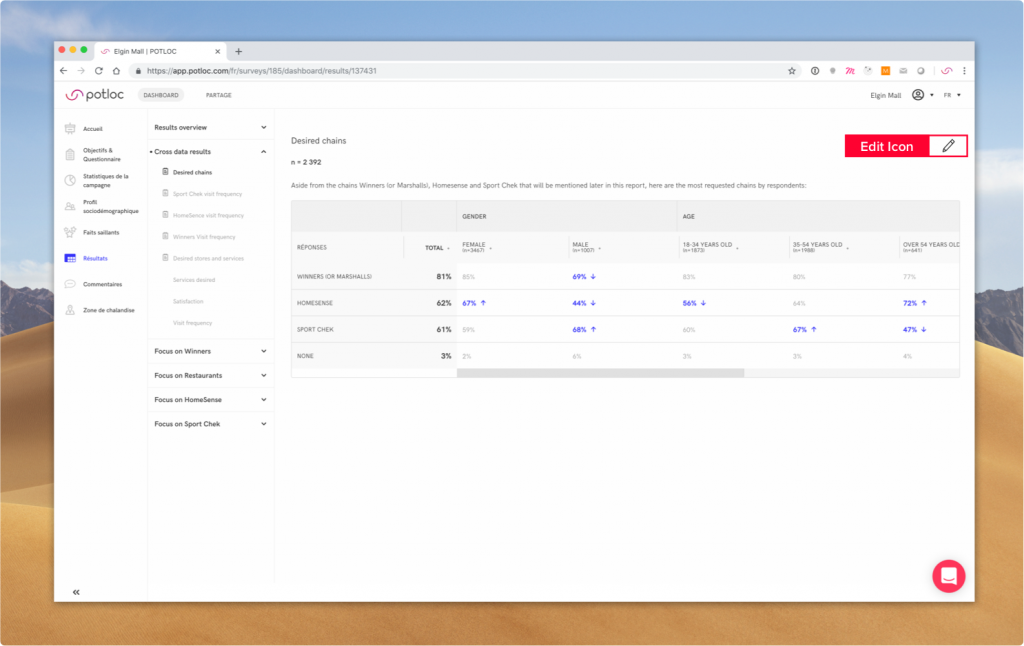 Elgin Mall | POTLOC
https://app.potloc.com/fr/surveys/185/dashboard/results/137431
potloc
DASHBOARD
PARTAGE
Elgin Mall
FR
Accueil
Objectifs &
Questionnaire
Statistiques de la
campagne
Profil
sociodémographique
Faits saillants
Résultats
Commentaires
Zone de chalandise
Results overview
Cross data results
Desired chains
Sport Chek visit frequency
HomeSense visit frequency
Winners Visit frequency
Desired stores and services
Services desired
Satisfaction
Visit frequency
Focus on Winners
Focus on Restaurants
Focus on HomeSense
Focus on Sport Chek
Desired chains
Edit Icon
n = 2 392
Aside from the chains Winners (or Marshalls), Homesense and Sport Chek that will be mentioned later in this report, here are the most requested chains by respondents:
GENDER AGE
RÉPONSES TOTAL FEMALE MALE 18-34 YEARS OLD 35-54 YEARS OLD OVER 54 YEARS OLD
(n=3467) (n=1007) (n=1873) (n=1988) (n=641)
WINNERS (OR MARSHALLS) 81% 85% 69% ↓ 83% 80% 77%
HOMESENSE 62% 67% ↑ 44% ↓ 56% ↓ 64% 72% ↑
SPORT CHEK 61% 59% 68% ↑ 60% 67% ↑ 47% ↓
NONE 3% 2% 6% 3% 3% 4%